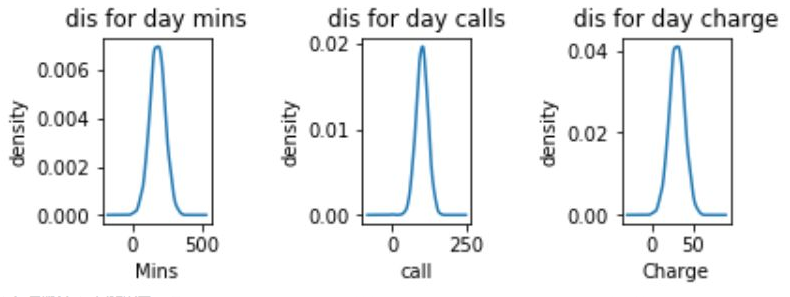 dis for day mins
0.006
0.004
0.002
0.000
density
0 500
Mins
dis for day calls
0.02
0.01
0.00
density
0 250
call
dis for day charge
0.04
0.02
0.00
density
0 50
Charge